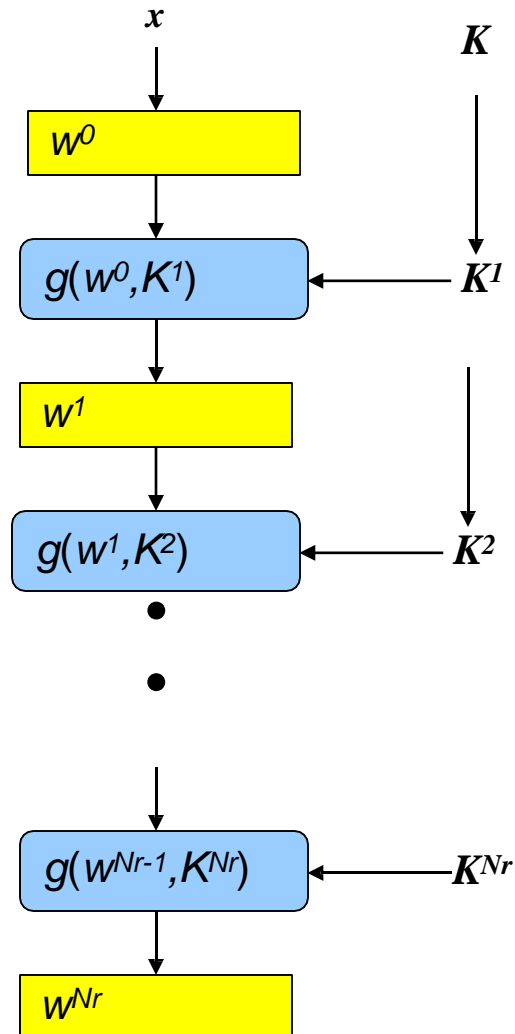 x
K
w⁰
g(w⁰,K¹)
K¹
w¹
g(w¹,K²)
K²
g(wᴺʳ⁻¹,Kᴺʳ)
Kᴺʳ
wᴺʳ